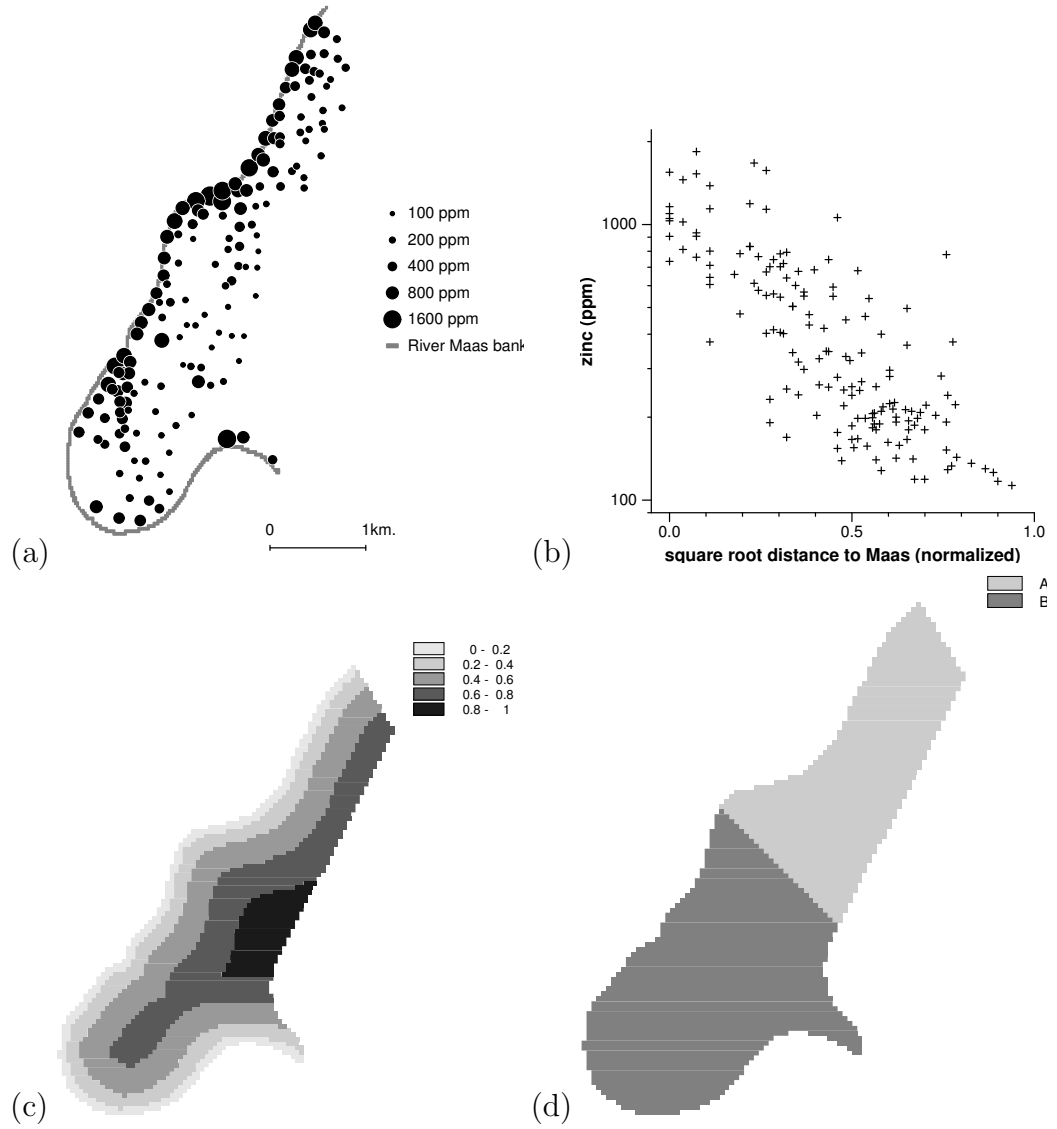 100 ppm
200 ppm
400 ppm
800 ppm
1600 ppm
River Maas bank
0 1km.
(a)
zinc (ppm)
1000
100
0.0 0.5 1.0
square root distance to Maas (normalized)
(b)
0 - 0.2
0.2 - 0.4
0.4 - 0.6
0.6 - 0.8
0.8 - 1
(c)
A
B
(d)